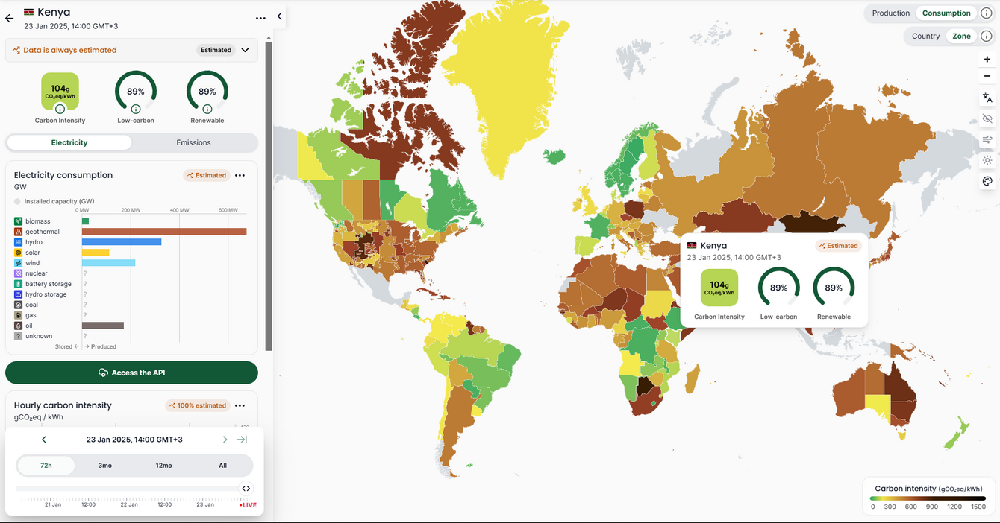 Kenya
23 Jan 2025, 14:00 GMT+3
Data is always estimated
Estimated
104g
CO₂eq/kWh
89%
89%
Carbon Intensity
Low-carbon
Renewable
Electricity
Emissions
Electricity consumption
Estimated
GW
Installed capacity (GW)
0 MW 200 MW 400 MW 600 MW
biomass
geothermal
hydro
solar
wind
nuclear ?
battery storage ?
hydro storage ?
coal ?
gas ?
oil
unknown ?
Stored ← → Produced
Access the API
Hourly carbon intensity
100% estimated
gCO₂eq / kWh
23 Jan 2025, 14:00 GMT+3
72h 3mo 12mo All
21 Jan 12:00 22 Jan 12:00 23 Jan
•LIVE
Production Consumption
Country Zone
Kenya
Estimated
23 Jan 2025, 14:00 GMT+3
104g
CO₂eq/kWh
89%
89%
Carbon Intensity
Low-carbon
Renewable
Carbon intensity (gCO₂eq/kWh)
0 300 600 900 1200 1500